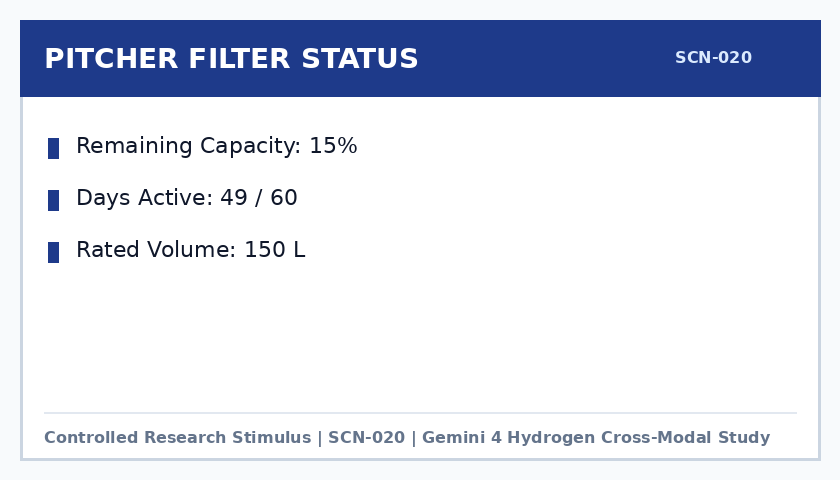 PITCHER FILTER STATUS
SCN-020
Remaining Capacity: 15%
Days Active: 49 / 60
Rated Volume: 150 L
Controlled Research Stimulus | SCN-020 | Gemini 4 Hydrogen Cross-Modal Study